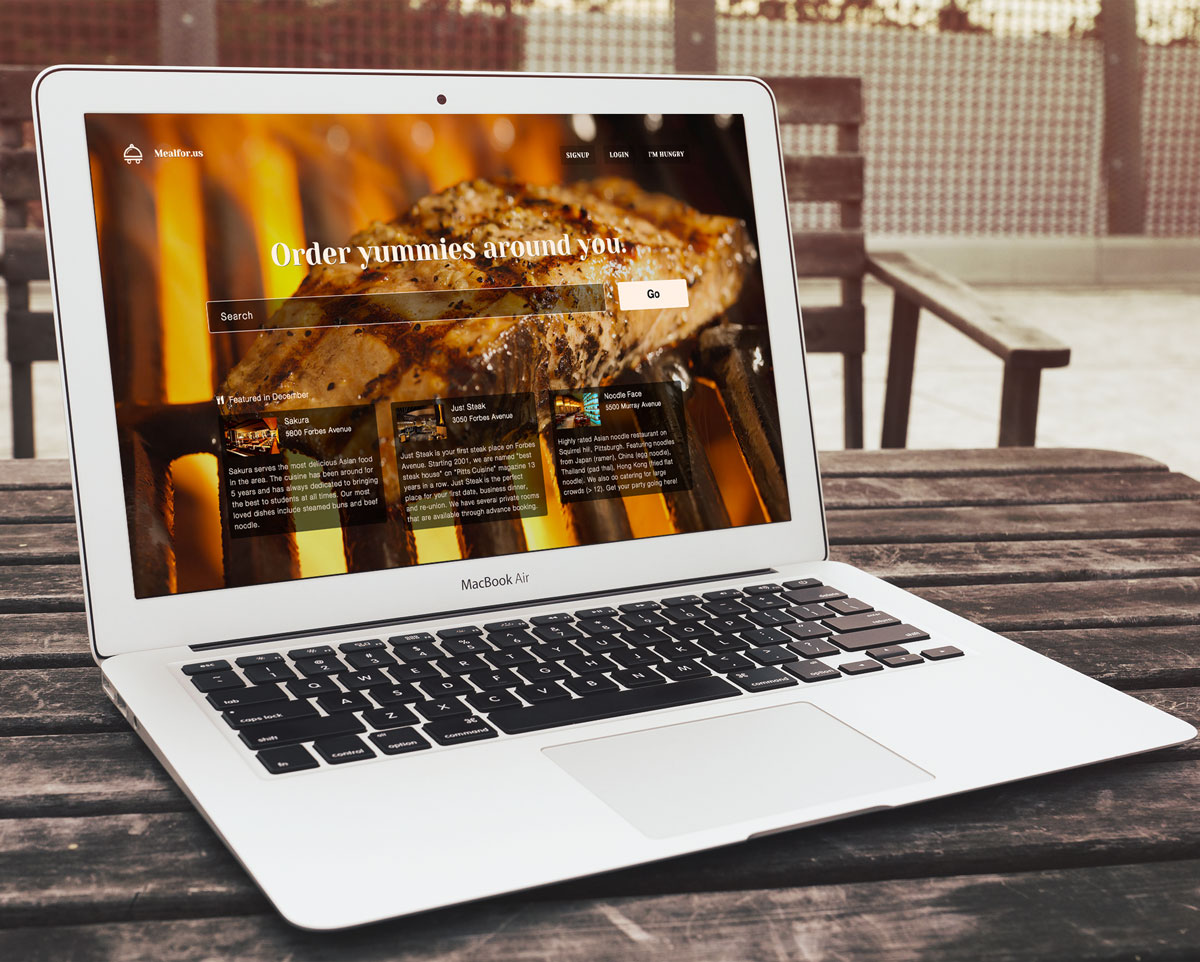 Mealfor.us
SIGNUP
LOGIN
I'M HUNGRY
Order yummies around you.
Search
Go
Featured in December
Sakura
5800 Forbes Avenue
Sakura serves the most delicious Asian food
in the area. The cuisine has been around for
5 years and has always dedicated to bringing
the best to students at all times. Our most
loved dishes include steamed buns and beef
noodle.
Just Steak
3050 Forbes Avenue
Just Steak is your first steak place on Forbes
Avenue. Starting 2001, we are named "best
steak house" on "Pitts Cuisine" magazine 13
years in a row. Just Steak is the perfect
place for your first data, business dinner,
and re-union. We have several private rooms
that are available through advance booking.
Noodle Face
5500 Murray Avenue
Highly rated Asian noodle restaurant on
Squirrel hill, Pittsburgh. Featuring noodles
from Japan (ramer), China (egg noodle),
Thailand (pad thai), Hong Kong (fried flat
noodle). We also do catering for large
crowds (> 12). Get your party going here!
MacBook Air
esc
tab
Q W E R T Y U I O P
caps lock
A S D F G H J K L
shift
Z X C V B N M
fn
control
alt
option
⌘
command
⌘
command
option